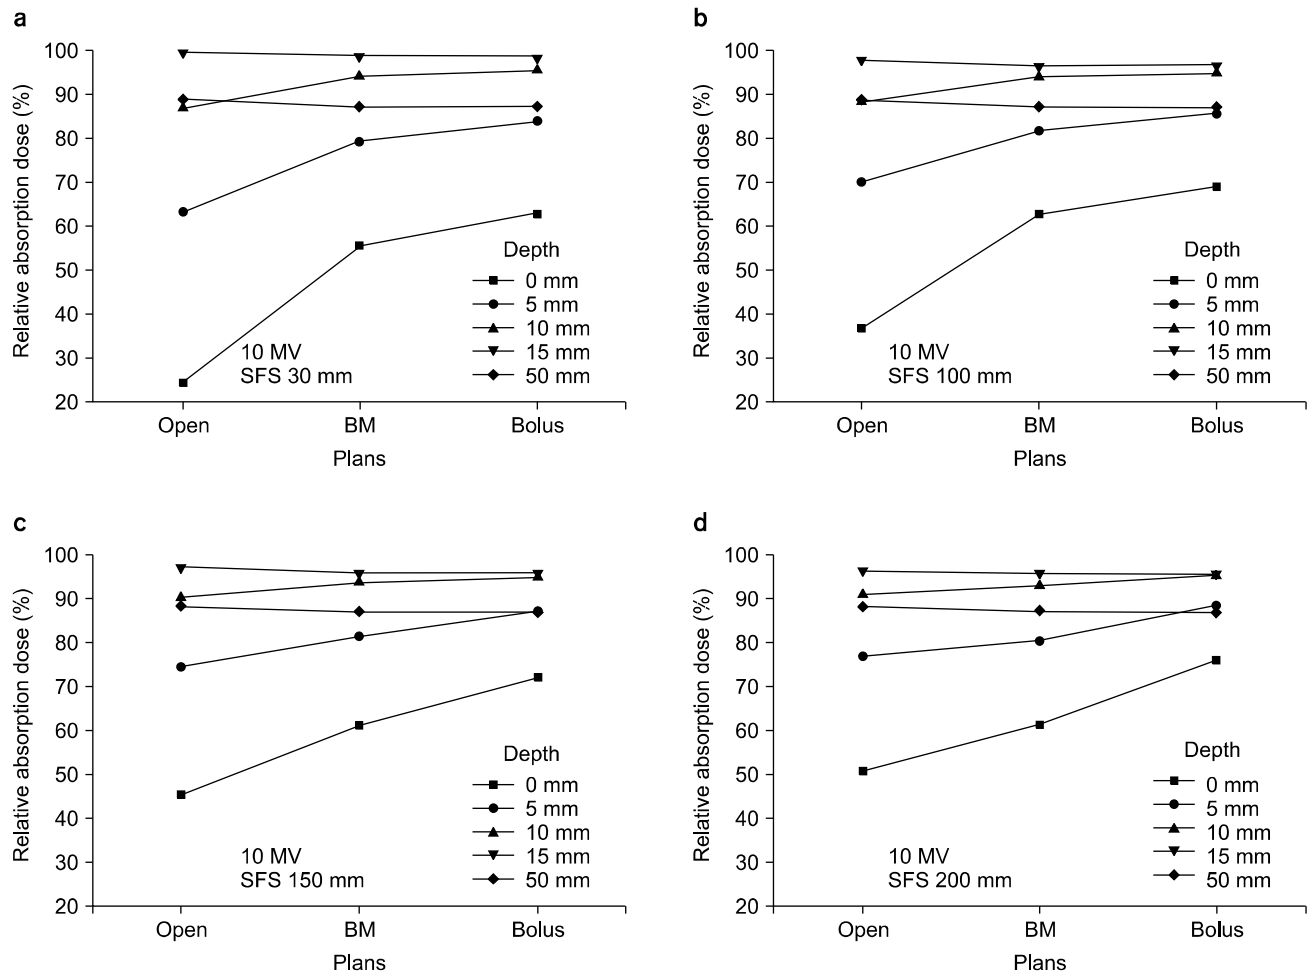 a
Relative absorption dose (%)
100
90
80
70
60
50
40
30
20
Depth
0 mm
5 mm
10 mm
15 mm
50 mm
10 MV
SFS 30 mm
Open BM Bolus
Plans
b
Relative absorption dose (%)
100
90
80
70
60
50
40
30
20
Depth
0 mm
5 mm
10 mm
15 mm
50 mm
10 MV
SFS 100 mm
Open BM Bolus
Plans
c
Relative absorption dose (%)
100
90
80
70
60
50
40
30
20
Depth
0 mm
5 mm
10 mm
15 mm
50 mm
10 MV
SFS 150 mm
Open BM Bolus
Plans
d
Relative absorption dose (%)
100
90
80
70
60
50
40
30
20
Depth
0 mm
5 mm
10 mm
15 mm
50 mm
10 MV
SFS 200 mm
Open BM Bolus
Plans